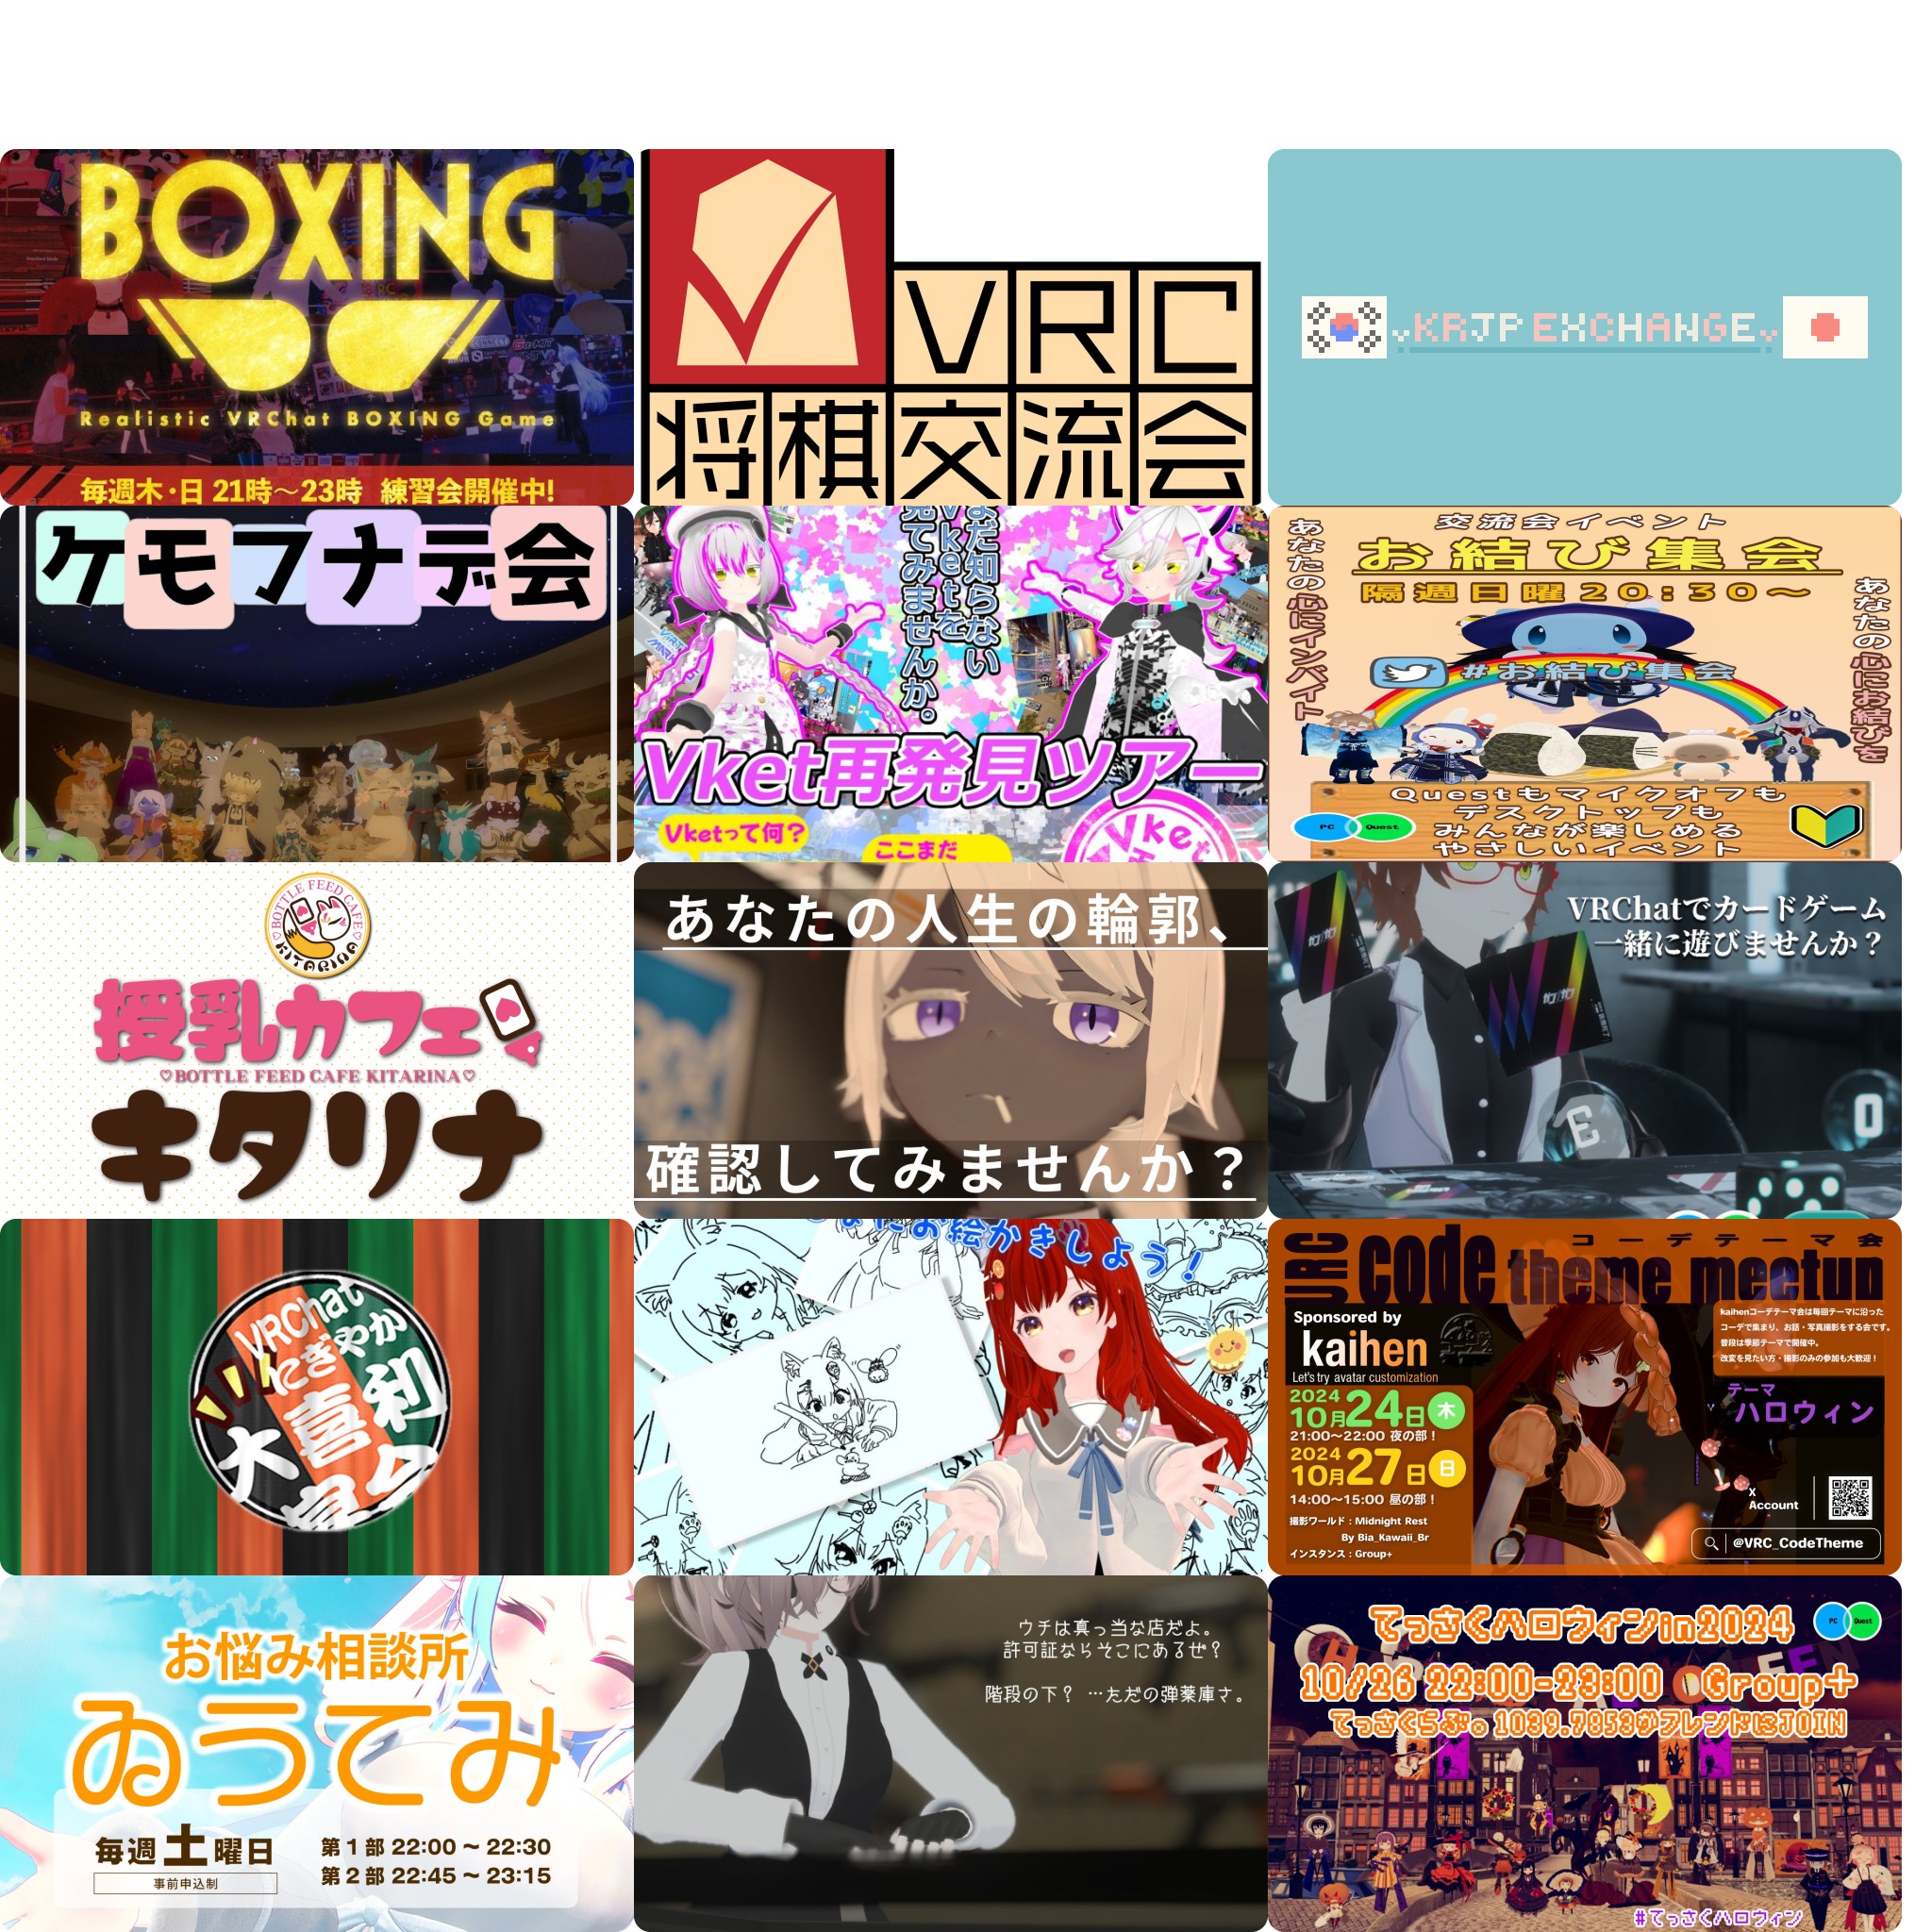 BOXING
Realistic VRChat BOXING Game
毎週木・日 21時～23時 練習会開催中!
VRC
将棋交流会
KRJP EXCHANGE
ケモフナデ会
まだ知らない
Vketを
見てみませんか。
Vket再発見ツアー
Vketって何？
ここまだ
Vket
交流会イベント
お結び集会
隔週日曜20:30～
あなたの心にインバイト
あなたの心にお結びを
#お結び集会
Questもマイクオフも
デスクトップも
みんなが楽しめる
やさしいイベント
PC Quest
BOTTLE FEED CAFE
KITARINA
授乳カフェ
♡BOTTLE FEED CAFE KITARINA♡
キタリナ
あなたの人生の輪郭、
確認してみませんか？
VRChatでカードゲーム
一緒に遊びませんか？
VRChat
にぎやか
大喜利
お絵かきしよう！
コーデテーマ会
VRC code theme meetup
Sponsored by
kaihen
Let's try avatar customization
2024
10月24日 木
21:00～22:00 夜の部！
2024
10月27日 日
14:00～15:00 昼の部！
撮影ワールド：Midnight Rest
By Bia_Kawaii_Br
インスタンス：Group+
kaihenコーデテーマ会は毎回テーマに沿った
コーデで集まり、お話・写真撮影をする会です。
普段は季節テーマで開催中。
改変を見たい方・撮影のみの参加も大歓迎！
テーマ
ハロウィン
X
Account
@VRC_CodeTheme
お悩み相談所
ゐうてみ
毎週土曜日
事前申込制
第1部 22:00 ～ 22:30
第2部 22:45 ～ 23:15
ウチは真っ当な店だよ。
許可証ならそこにあるぜ？
階段の下？ …ただの弾薬庫さ。
てっさくハロウィンin2024
PC Quest
10/26 22:00-23:00 Group+
てっさくらぶ。1039.7853のフレンドにJOIN
#てっさくハロウィン